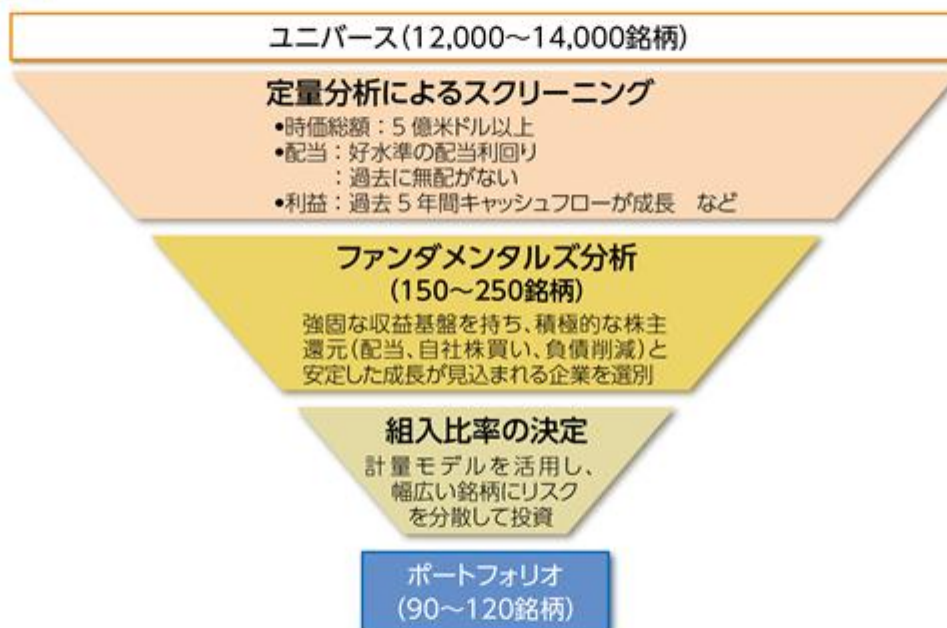 ユニバース(12,000～14,000銘柄)
定量分析によるスクリーニング
•時価総額：5億米ドル以上
•配当：好水準の配当利回り
：過去に無配がない
•利益：過去5年間キャッシュフローが成長　など
ファンダメンタルズ分析
(150～250銘柄)
強固な収益基盤を持ち、積極的な株主
還元(配当、自社株買い、負債削減)と
安定した成長が見込まれる企業を選別
組入比率の決定
計量モデルを活用し、
幅広い銘柄にリスク
を分散して投資
ポートフォリオ
(90～120銘柄)